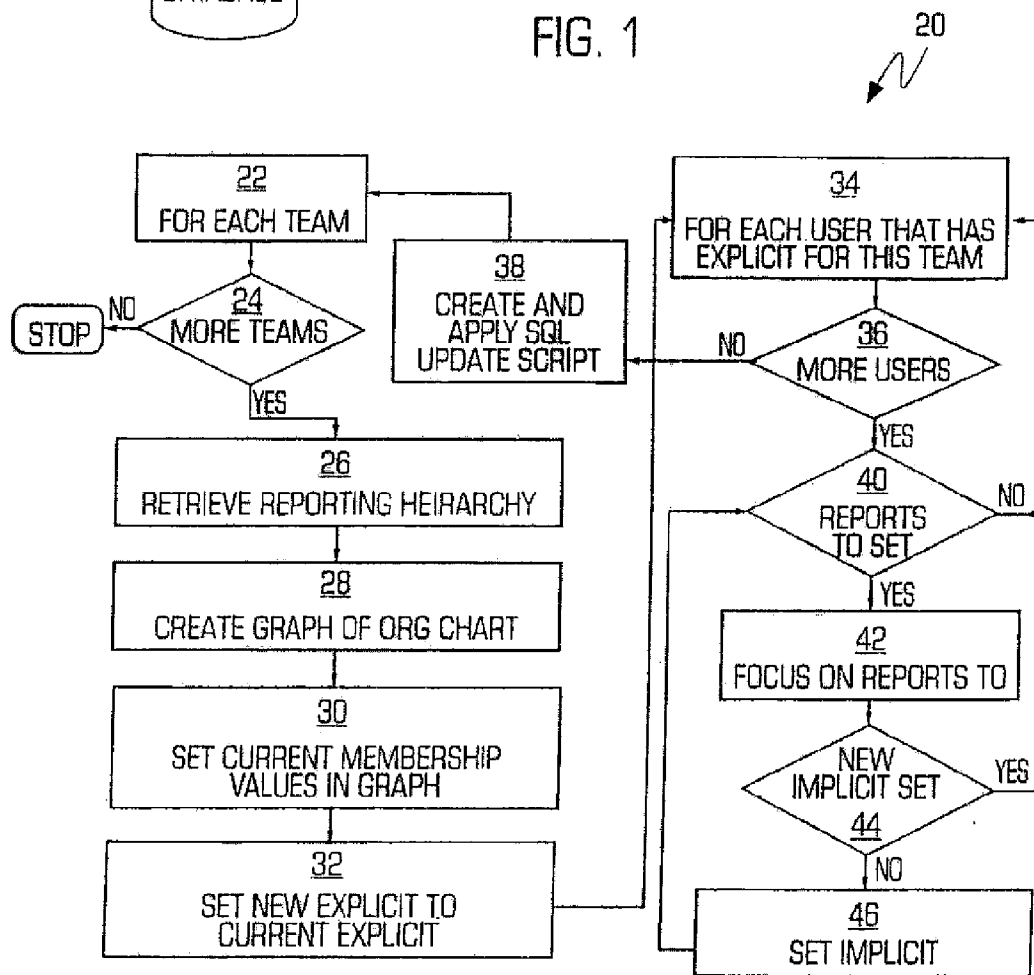 FIG. 1
20
22
FOR EACH TEAM
24
MORE TEAMS
NO
STOP
YES
26
RETRIEVE REPORTING HEIRARCHY
28
CREATE GRAPH OF ORG CHART
30
SET CURRENT MEMBERSHIP
VALUES IN GRAPH
32
SET NEW EXPLICIT TO
CURRENT EXPLICIT
38
CREATE AND
APPLY SQL
UPDATE SCRIPT
34
FOR EACH USER THAT HAS
EXPLICIT FOR THIS TEAM
36
MORE USERS
NO
YES
40
REPORTS
TO SET
NO
YES
42
FOCUS ON REPORTS TO
NEW
IMPLICIT SET
44
YES
NO
46
SET IMPLICIT